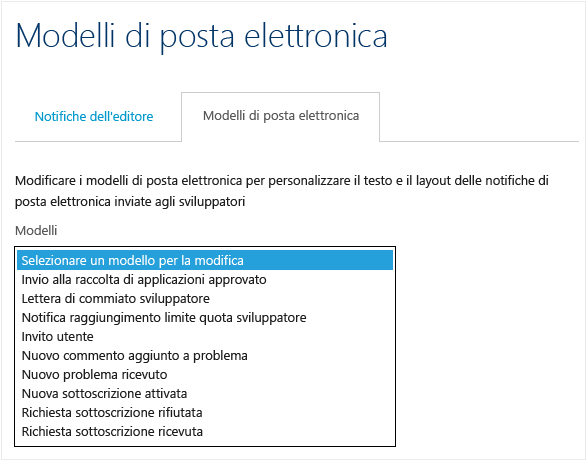 Modelli di posta elettronica
Notifiche dell'editore
Modelli di posta elettronica
Modificare i modelli di posta elettronica per personalizzare il testo e il layout delle notifiche di
posta elettronica inviate agli sviluppatori
Modelli
Selezionare un modello per la modifica
Invio alla raccolta di applicazioni approvato
Lettera di commiato sviluppatore
Notifica raggiungimento limite quota sviluppatore
Invito utente
Nuovo commento aggiunto a problema
Nuovo problema ricevuto
Nuova sottoscrizione attivata
Richiesta sottoscrizione rifiutata
Richiesta sottoscrizione ricevuta